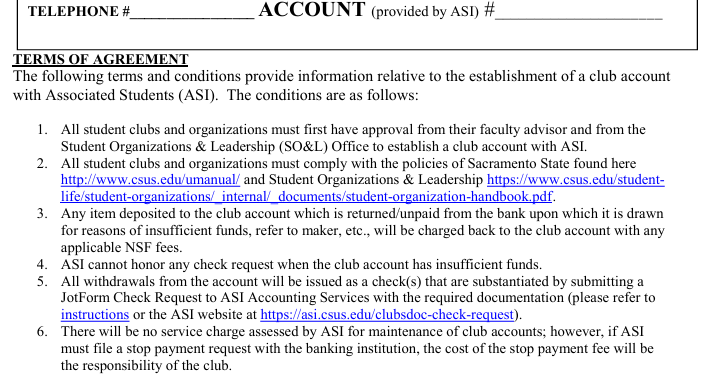 TELEPHONE #______________ ACCOUNT (provided by ASI) #____________________
TERMS OF AGREEMENT
The following terms and conditions provide information relative to the establishment of a club account
with Associated Students (ASI).  The conditions are as follows:
1. All student clubs and organizations must first have approval from their faculty advisor and from the
Student Organizations & Leadership (SO&L) Office to establish a club account with ASI.
2. All student clubs and organizations must comply with the policies of Sacramento State found here
http://www.csus.edu/umanual/ and Student Organizations & Leadership https://www.csus.edu/student-
life/student-organizations/_internal/_documents/student-organization-handbook.pdf.
3. Any item deposited to the club account which is returned/unpaid from the bank upon which it is drawn
for reasons of insufficient funds, refer to maker, etc., will be charged back to the club account with any
applicable NSF fees.
4. ASI cannot honor any check request when the club account has insufficient funds.
5. All withdrawals from the account will be issued as a check(s) that are substantiated by submitting a
JotForm Check Request to ASI Accounting Services with the required documentation (please refer to
instructions or the ASI website at https://asi.csus.edu/clubsdoc-check-request).
6. There will be no service charge assessed by ASI for maintenance of club accounts; however, if ASI
must file a stop payment request with the banking institution, the cost of the stop payment fee will be
the responsibility of the club.